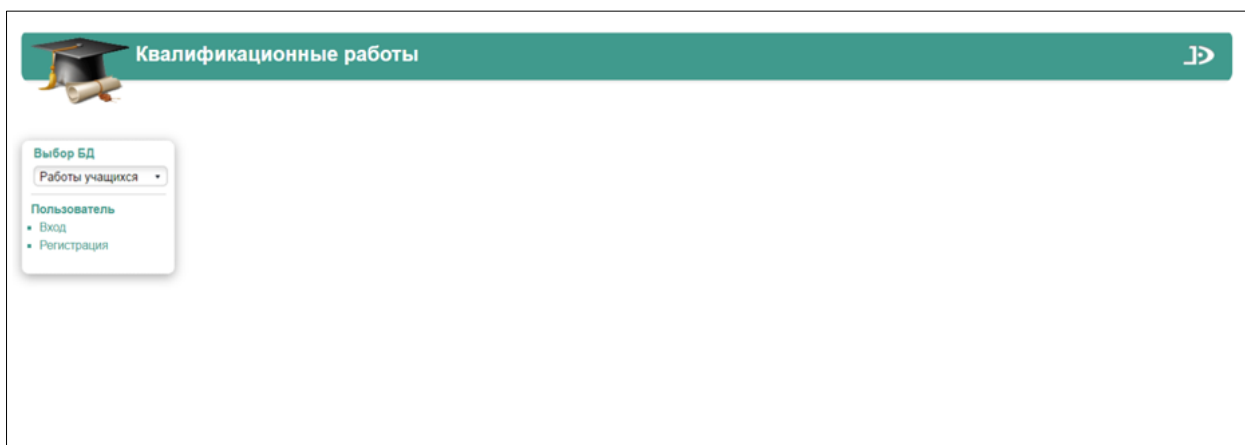 Квалификационные работы
Выбор БД
Работы учащихся
Пользователь
Вход
Регистрация